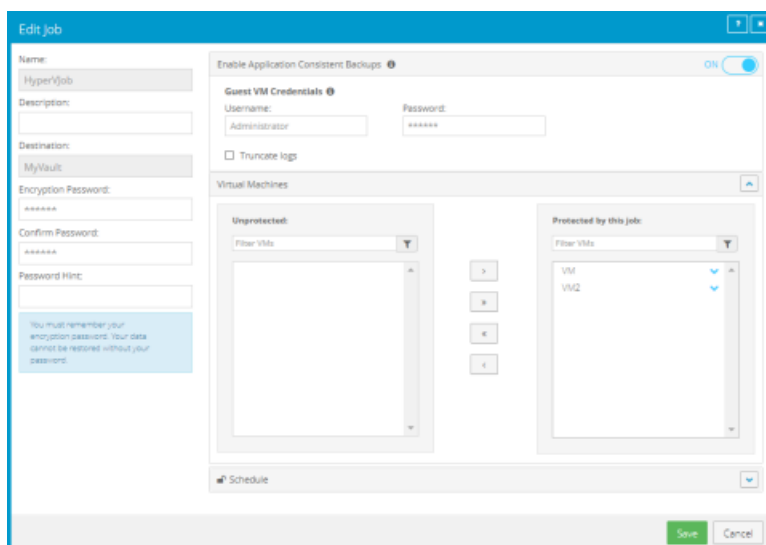 Edit Job
?
Name:
HyperVJob
Description:
Destination:
MyVault
Encryption Password:
******
Confirm Password:
******
Password Hint:
You must remember your
encryption password. Your data
cannot be restored without your
password.
Enable Application Consistent Backups
ON
Guest VM Credentials
Username:
Password:
Administrator
******
Truncate logs
Virtual Machines
Unprotected:
Filter VMs
>
»
«
<
Protected by this job:
Filter VMs
VM
VM2
Schedule
Save
Cancel